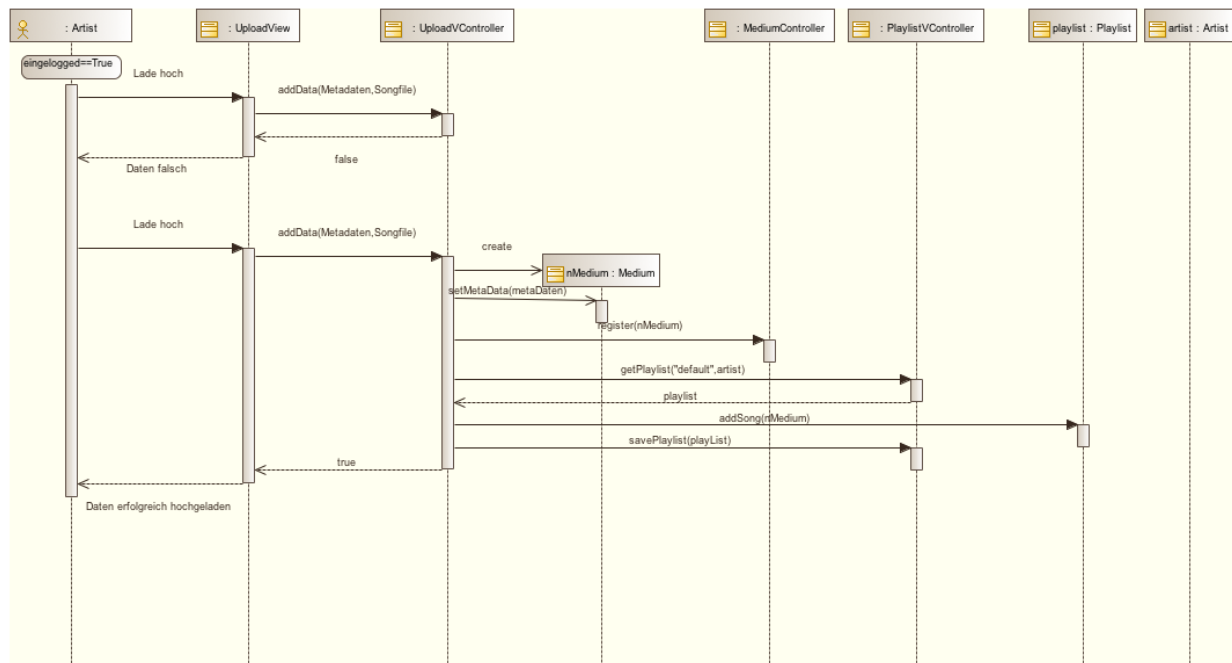 : Artist
: UploadView
: UploadVController
: MediumController
: PlaylistVController
playlist : Playlist
artist : Artist
eingelogged==True
Lade hoch
addData(Metadaten,Songfile)
false
Daten falsch
Lade hoch
addData(Metadaten,Songfile)
create
nMedium : Medium
setMetaData(metaDaten)
register(nMedium)
getPlaylist("default",artist)
playlist
addSong(nMedium)
savePlaylist(playList)
true
Daten erfolgreich hochgeladen